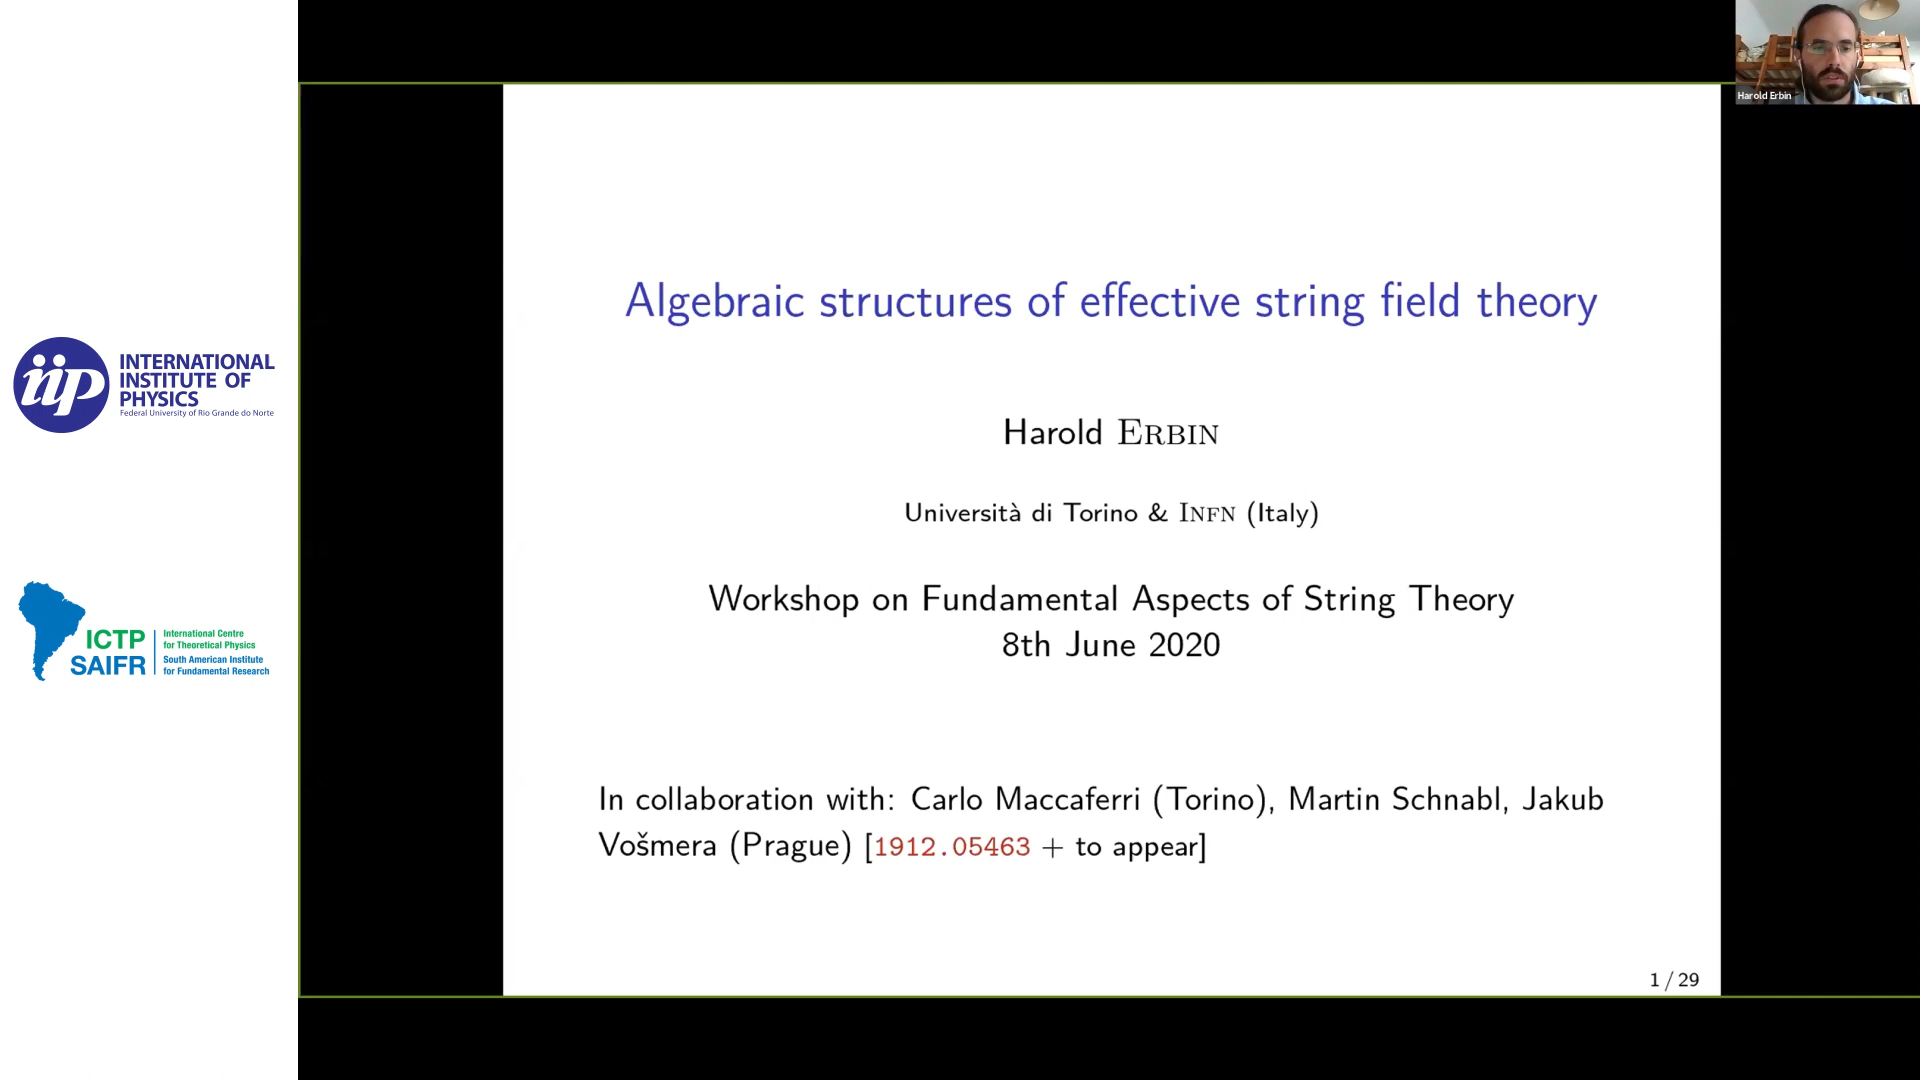 Harold Erbin
Algebraic structures of effective string field theory
Harold ERBIN
Università di Torino & INFN (Italy)
Workshop on Fundamental Aspects of String Theory
8th June 2020
In collaboration with: Carlo Maccaferri (Torino), Martin Schnabl, Jakub
Vošmera (Prague) [1912.05463 + to appear]
1 / 29
iip
INTERNATIONAL
INSTITUTE OF
PHYSICS
Federal University of Rio Grande do Norte
ICTP
SAIFR
International Centre
for Theoretical Physics
South American Institute
for Fundamental Research